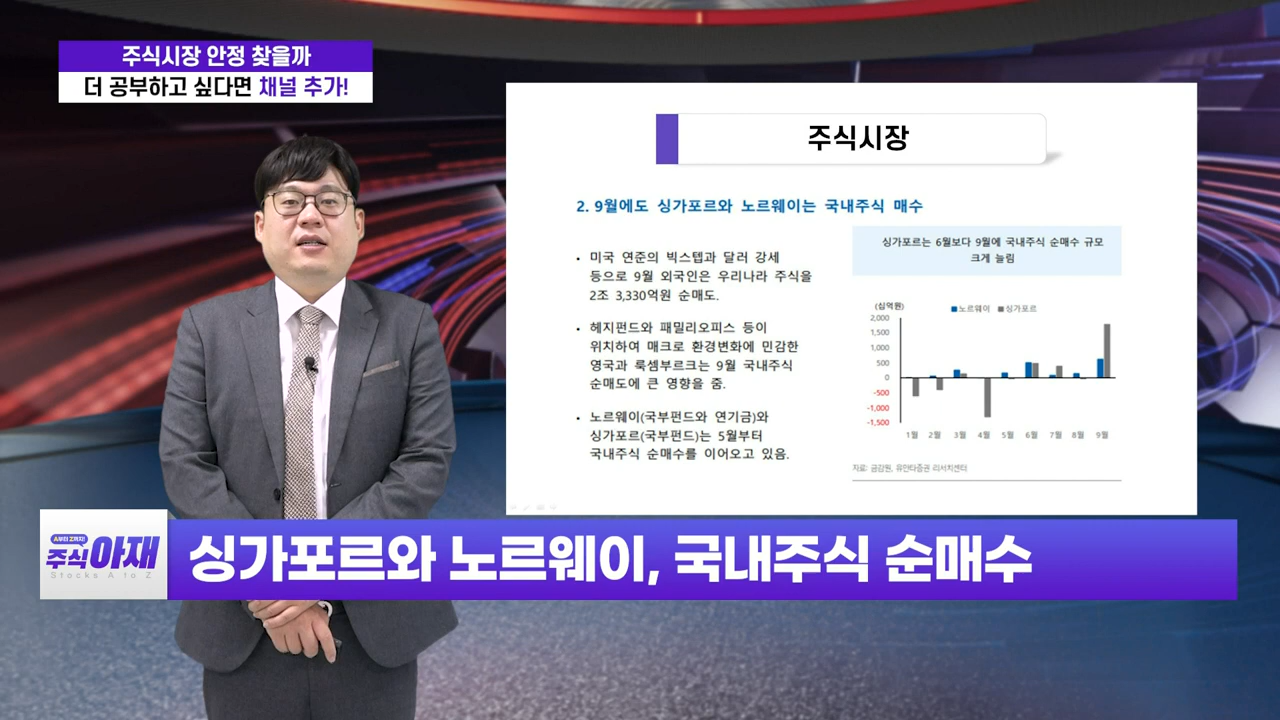 주식시장 안정 찾을까
더 공부하고 싶다면 채널 추가!
주식시장
2. 9월에도 싱가포르와 노르웨이는 국내주식 매수
• 미국 연준의 빅스텝과 달러 강세
등으로 9월 외국인은 우리나라 주식을
2조 3,330억원 순매도.
• 헤지펀드와 패밀리오피스 등이
위치하여 매크로 환경변화에 민감한
영국과 룩셈부르크는 9월 국내주식
순매도에 큰 영향을 줌.
• 노르웨이(국부펀드와 연기금)와
싱가포르(국부펀드)는 5월부터
국내주식 순매수를 이어오고 있음.
싱가포르는 6월보다 9월에 국내주식 순매수 규모
크게 늘림
(십억원)
노르웨이 싱가포르
2,000
1,500
1,000
500
0
-500
-1,000
-1,500
1월 2월 3월 4월 5월 6월 7월 8월 9월
자료: 금감원, 유안타증권 리서치센터
A부터 Z까지!
주식아재
Stocks A to Z
싱가포르와 노르웨이, 국내주식 순매수